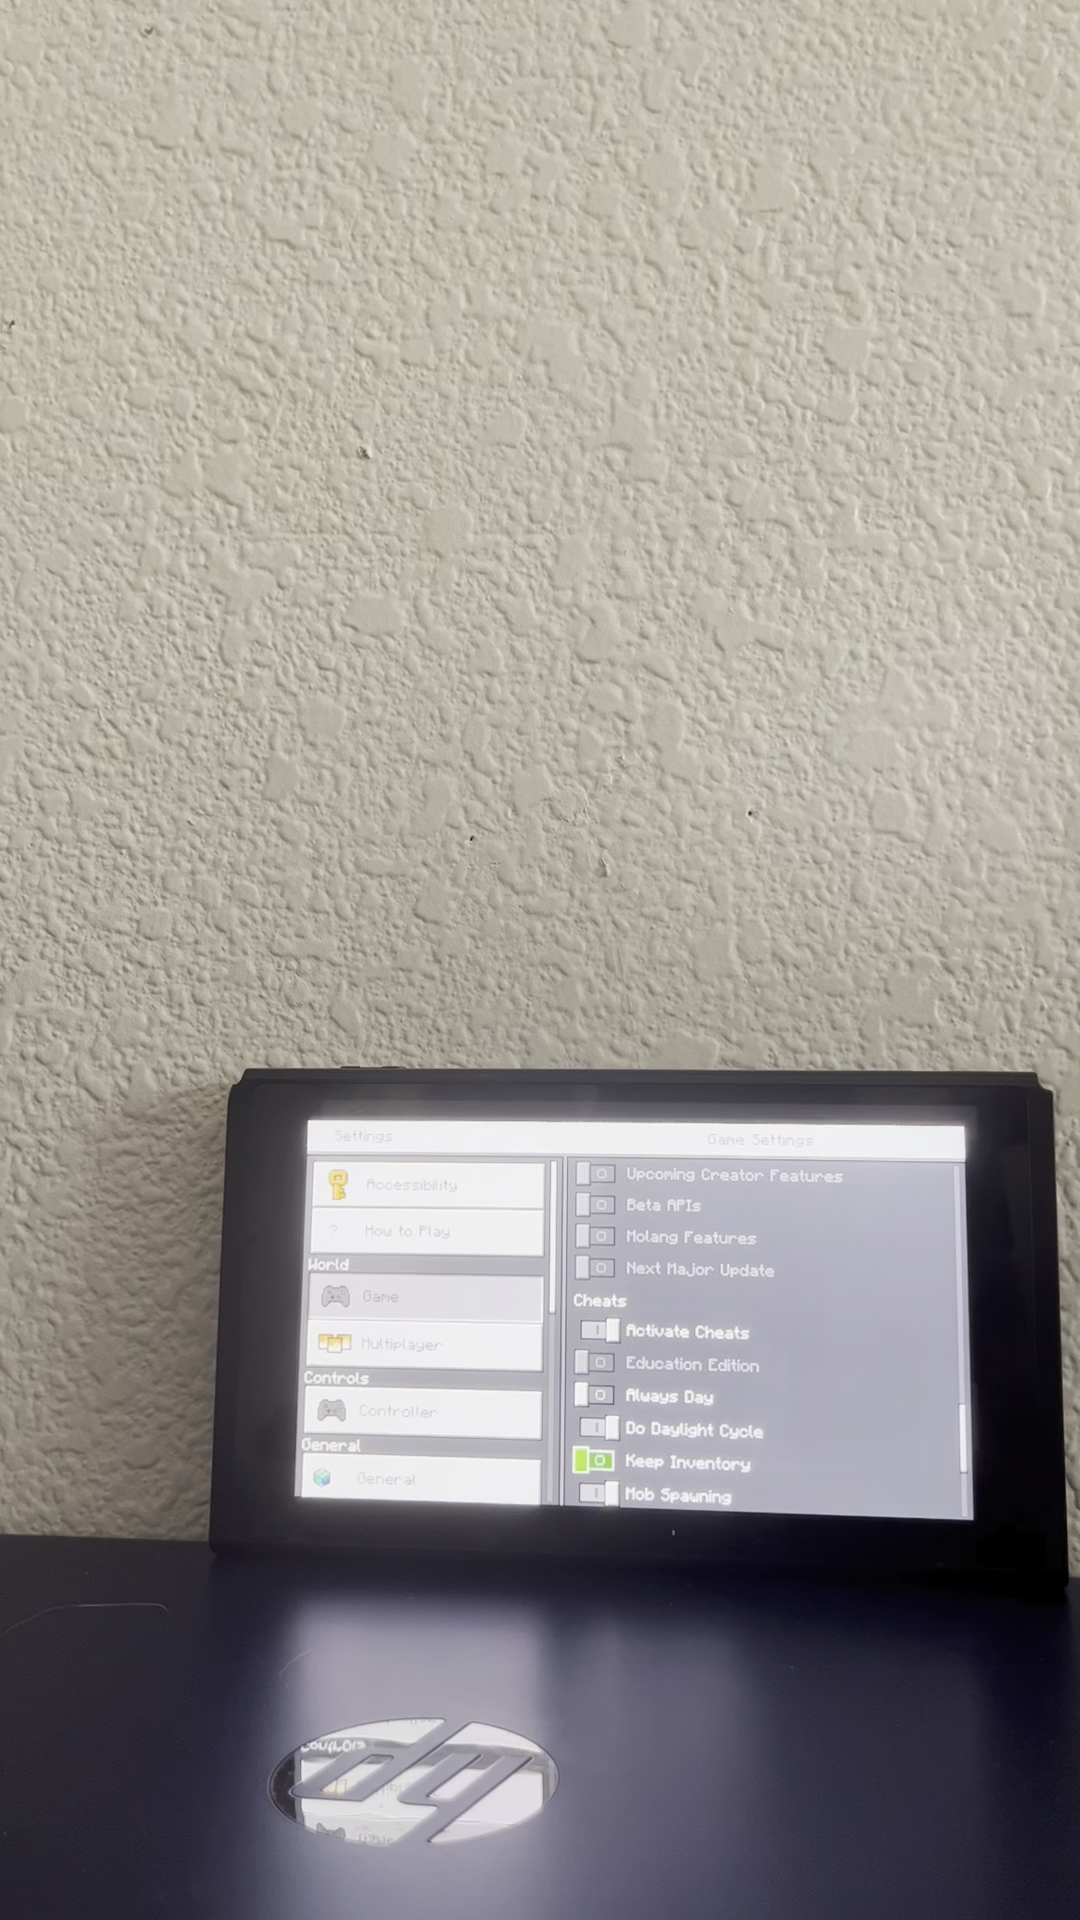 Settings
Game Settings
Accessibility
? How to Play
World
Game
Multiplayer
Controls
Controller
General
General
Upcoming Creator Features
Beta APIs
Molang Features
Next Major Update
Cheats
Activate Cheats
Education Edition
Always Day
Do Daylight Cycle
Keep Inventory
Mob Spawning
hp